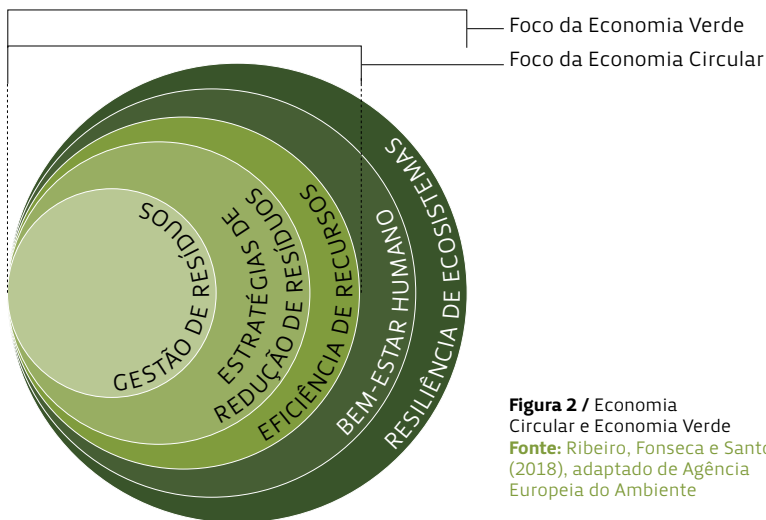 Foco da Economia Verde
Foco da Economia Circular
GESTÃO DE RESÍDUOS
ESTRATÉGIAS DE
REDUÇÃO DE RESÍDUOS
EFICIÊNCIA DE RECURSOS
BEM-ESTAR HUMANO
RESILIÊNCIA DE ECOSISTEMAS
Figura 2 / Economia
Circular e Economia Verde
Fonte: Ribeiro, Fonseca e Santo
(2018), adaptado de Agência
Europeia do Ambiente